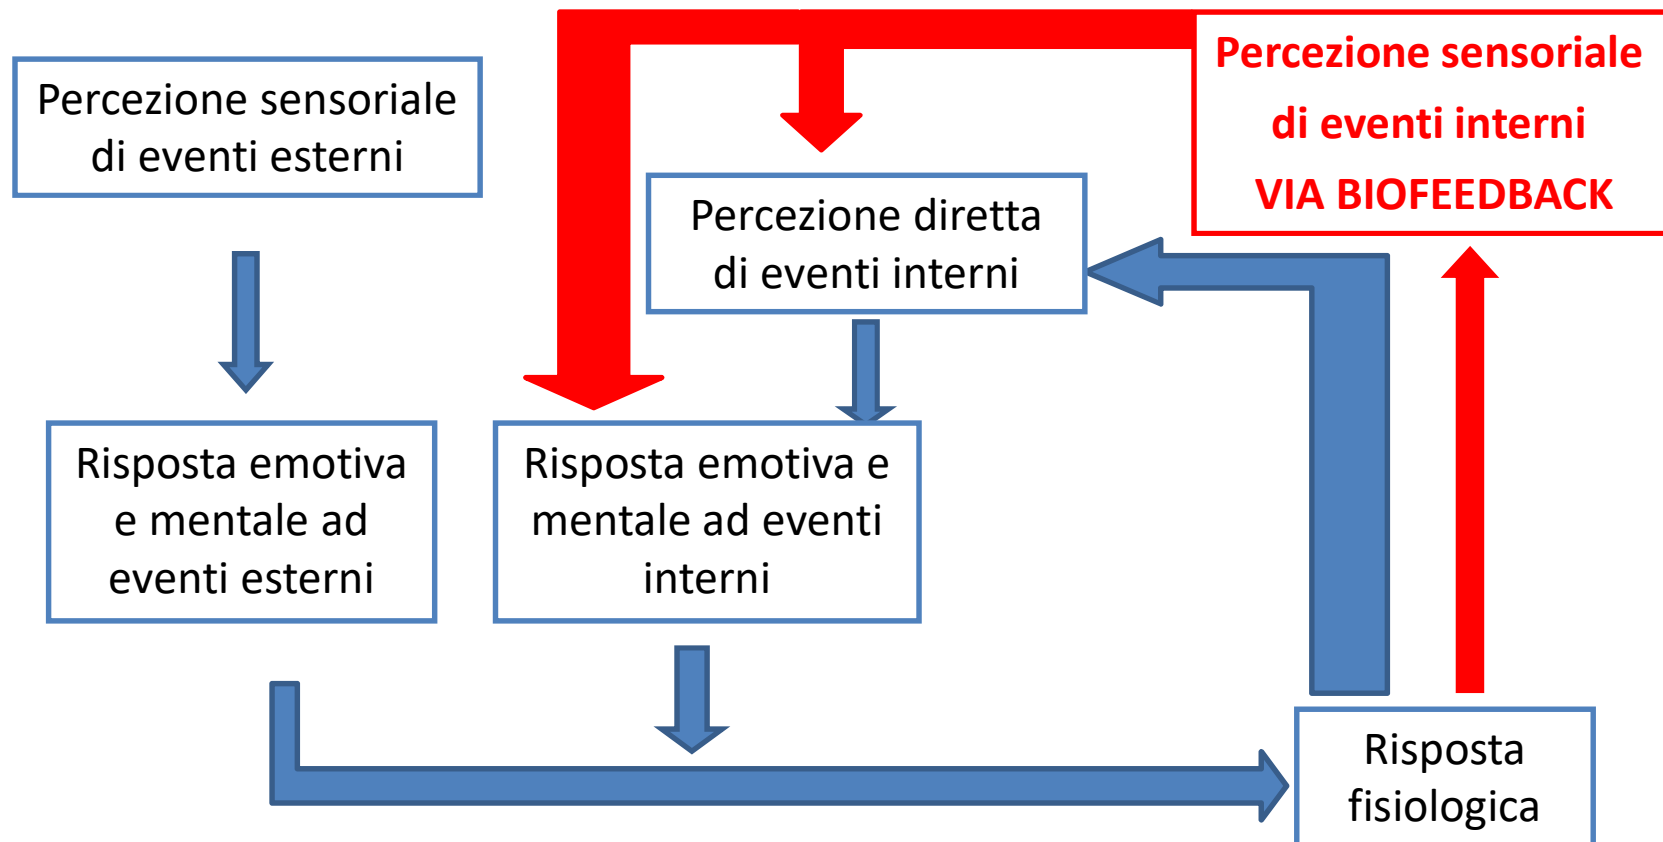 Percezione sensoriale
di eventi esterni
Percezione sensoriale
di eventi interni
VIA BIOFEEDBACK
Percezione diretta
di eventi interni
Risposta emotiva
e mentale ad
eventi esterni
Risposta emotiva e
mentale ad eventi
interni
Risposta
fisiologica